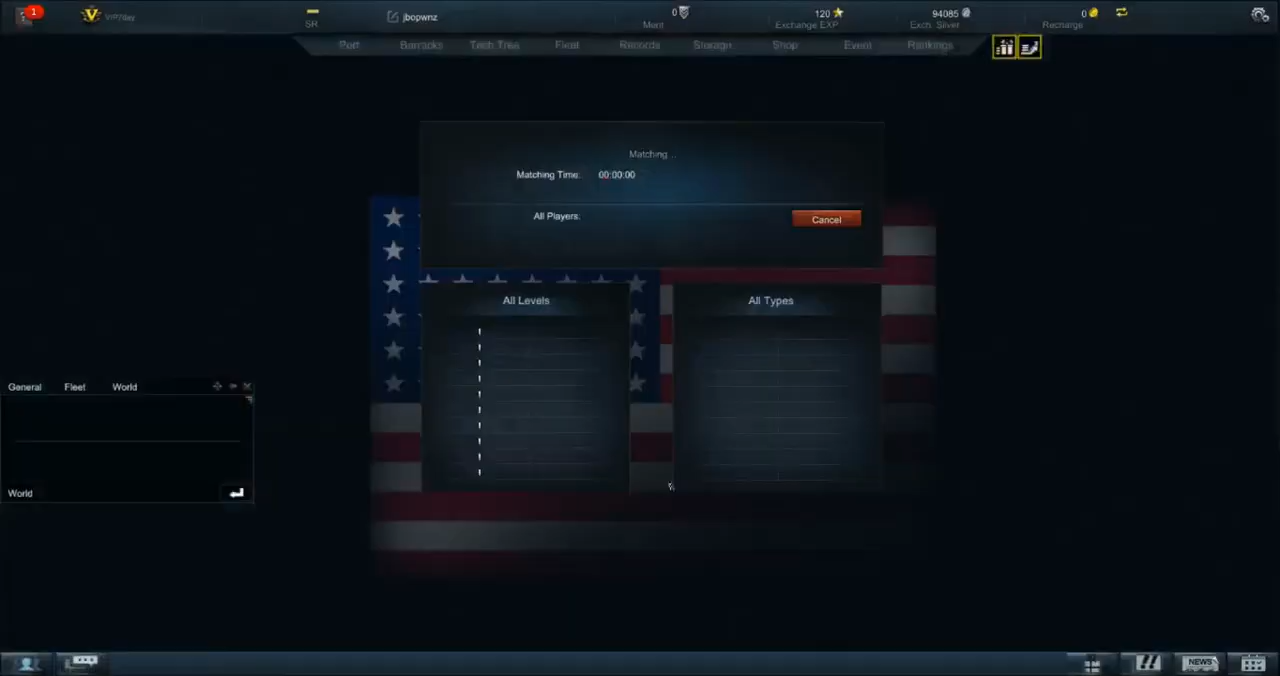 1
VIP7day
SR
jbopwnz
0
Merit
120
Exchange EXP
94085
Exch. Silver
0
Recharge
Port Barracks Tech Tree Fleet Records Storage Shop Event Rankings
Matching ..
Matching Time: 00:00:00
All Players:
Cancel
All Levels
All Types
General Fleet World
World
NEWS